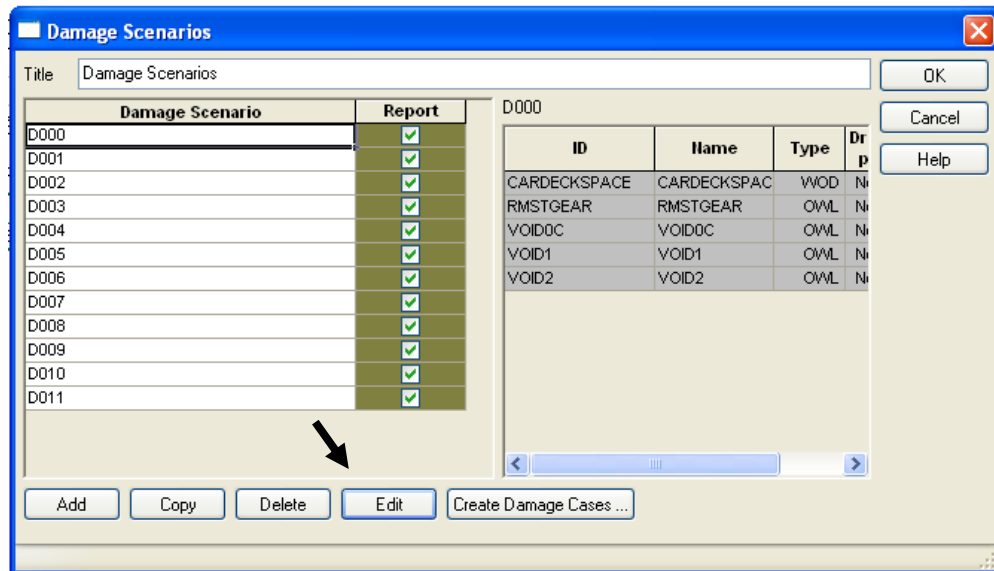 Damage Scenarios
Title Damage Scenarios
OK
Cancel
Help
Damage Scenario Report
D000
D001
D002
D003
D004
D005
D006
D007
D008
D009
D010
D011
D000
ID Name Type Dr p
CARDECKSPACE CARDECKSPAC WOD
RMSTGEAR RMSTGEAR OWL
VOID0C VOID0C OWL
VOID1 VOID1 OWL
VOID2 VOID2 OWL
Add Copy Delete Edit Create Damage Cases ...